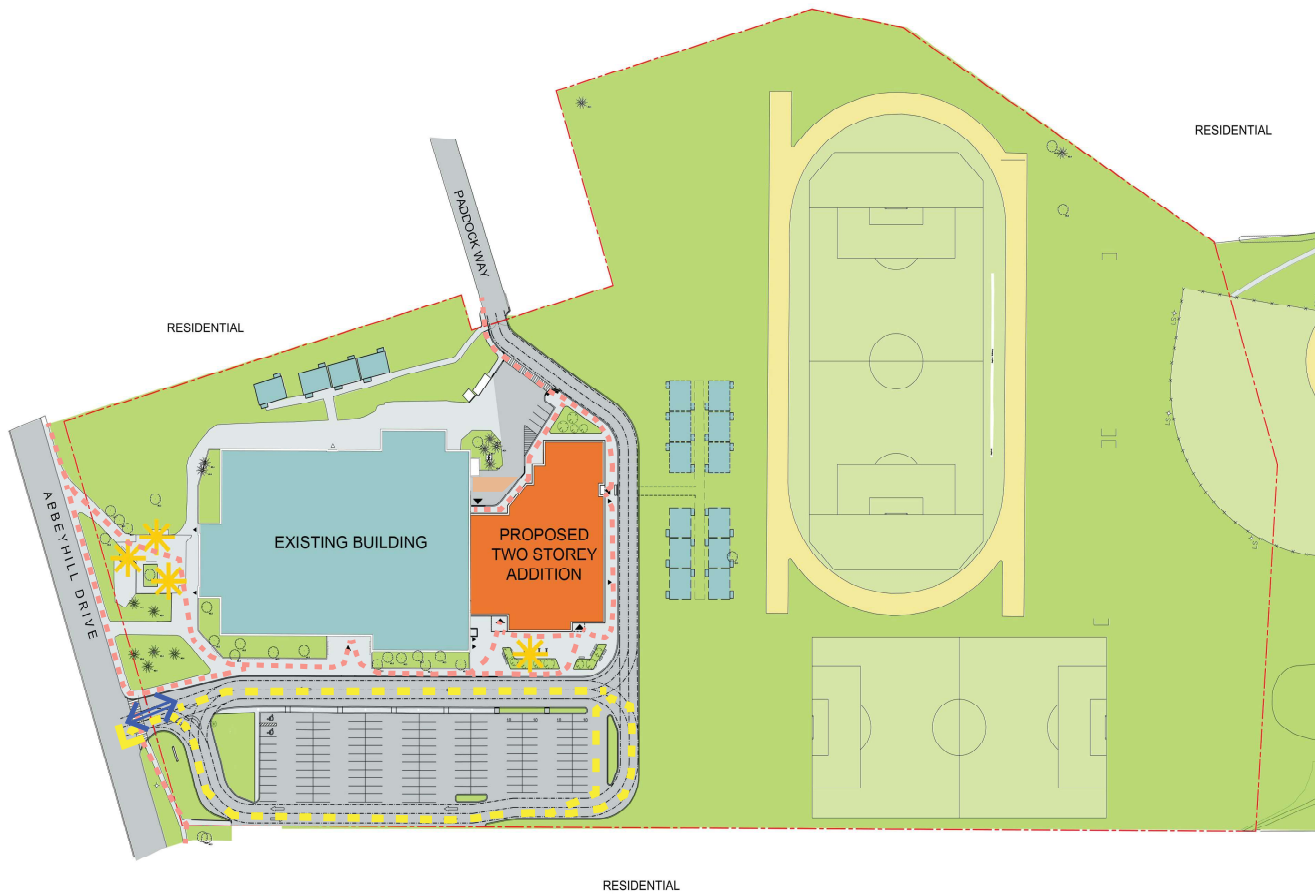 RESIDENTIAL
PADDOCK WAY
RESIDENTIAL
ABBEYHILL DRIVE
EXISTING BUILDING
PROPOSED
TWO STOREY
ADDITION
RESIDENTIAL